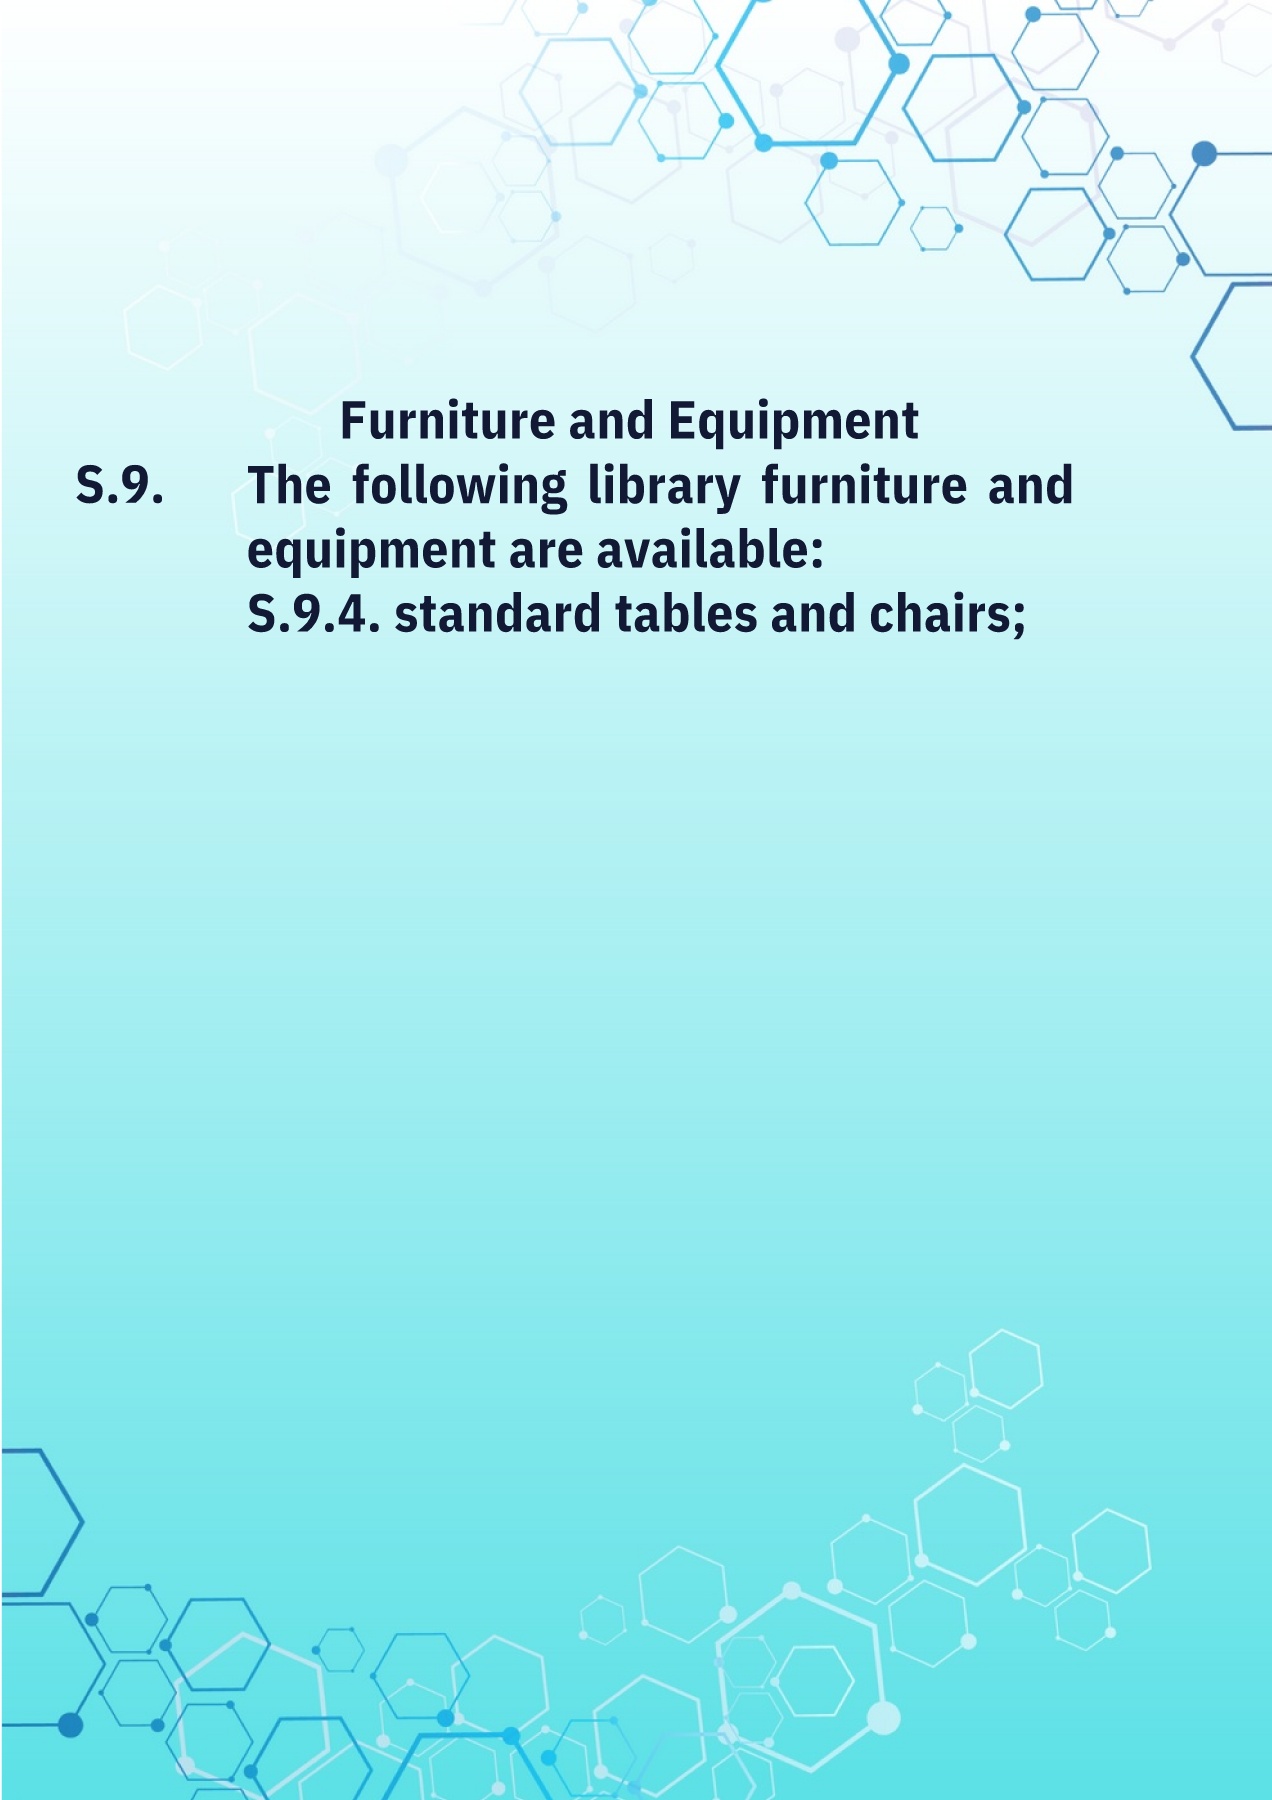 Furniture and Equipment
S.9. The following library furniture and
equipment are available:
S.9.4. standard tables and chairs;